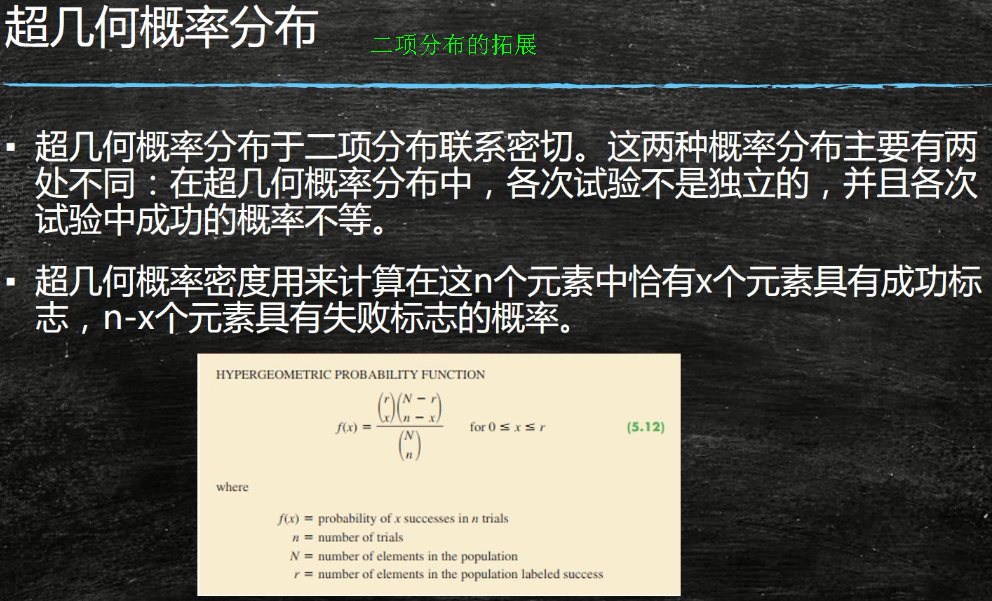 超几何概率分布
二项分布的拓展
▪ 超几何概率分布于二项分布联系密切。这两种概率分布主要有两
处不同：在超几何概率分布中，各次试验不是独立的，并且各次
试验中成功的概率不等。
▪ 超几何概率密度用来计算在这n个元素中恰有x个元素具有成功标
志，n-x个元素具有失败标志的概率。
HYPERGEOMETRIC PROBABILITY FUNCTION
f(x) = \frac{\binom{r}{x}\binom{N - r}{n - x}}{\binom{N}{n}} for 0 ≤ x ≤ r (5.12)
where
f(x) = probability of x successes in n trials
n = number of trials
N = number of elements in the population
r = number of elements in the population labeled success